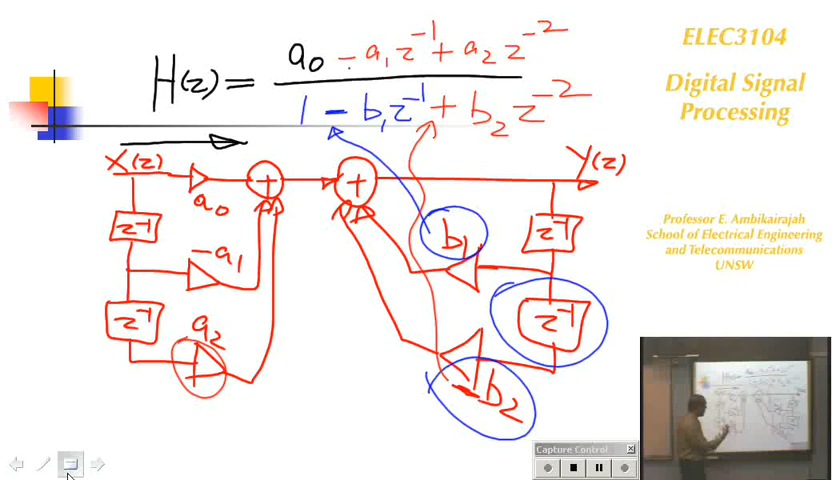 H(z) = a₀ - a₁z⁻¹ + a₂z⁻²
1 - b₁z⁻¹ + b₂z⁻²
X(z)
Y(z)
a₀
+
+
z⁻¹
-a₁
b₁
z⁻¹
z⁻¹
a₂
z⁻¹
-b₂
ELEC3104
Digital Signal
Processing
Professor E. Ambikairajah
School of Electrical Engineering
and Telecommunications
UNSW
Capture Control